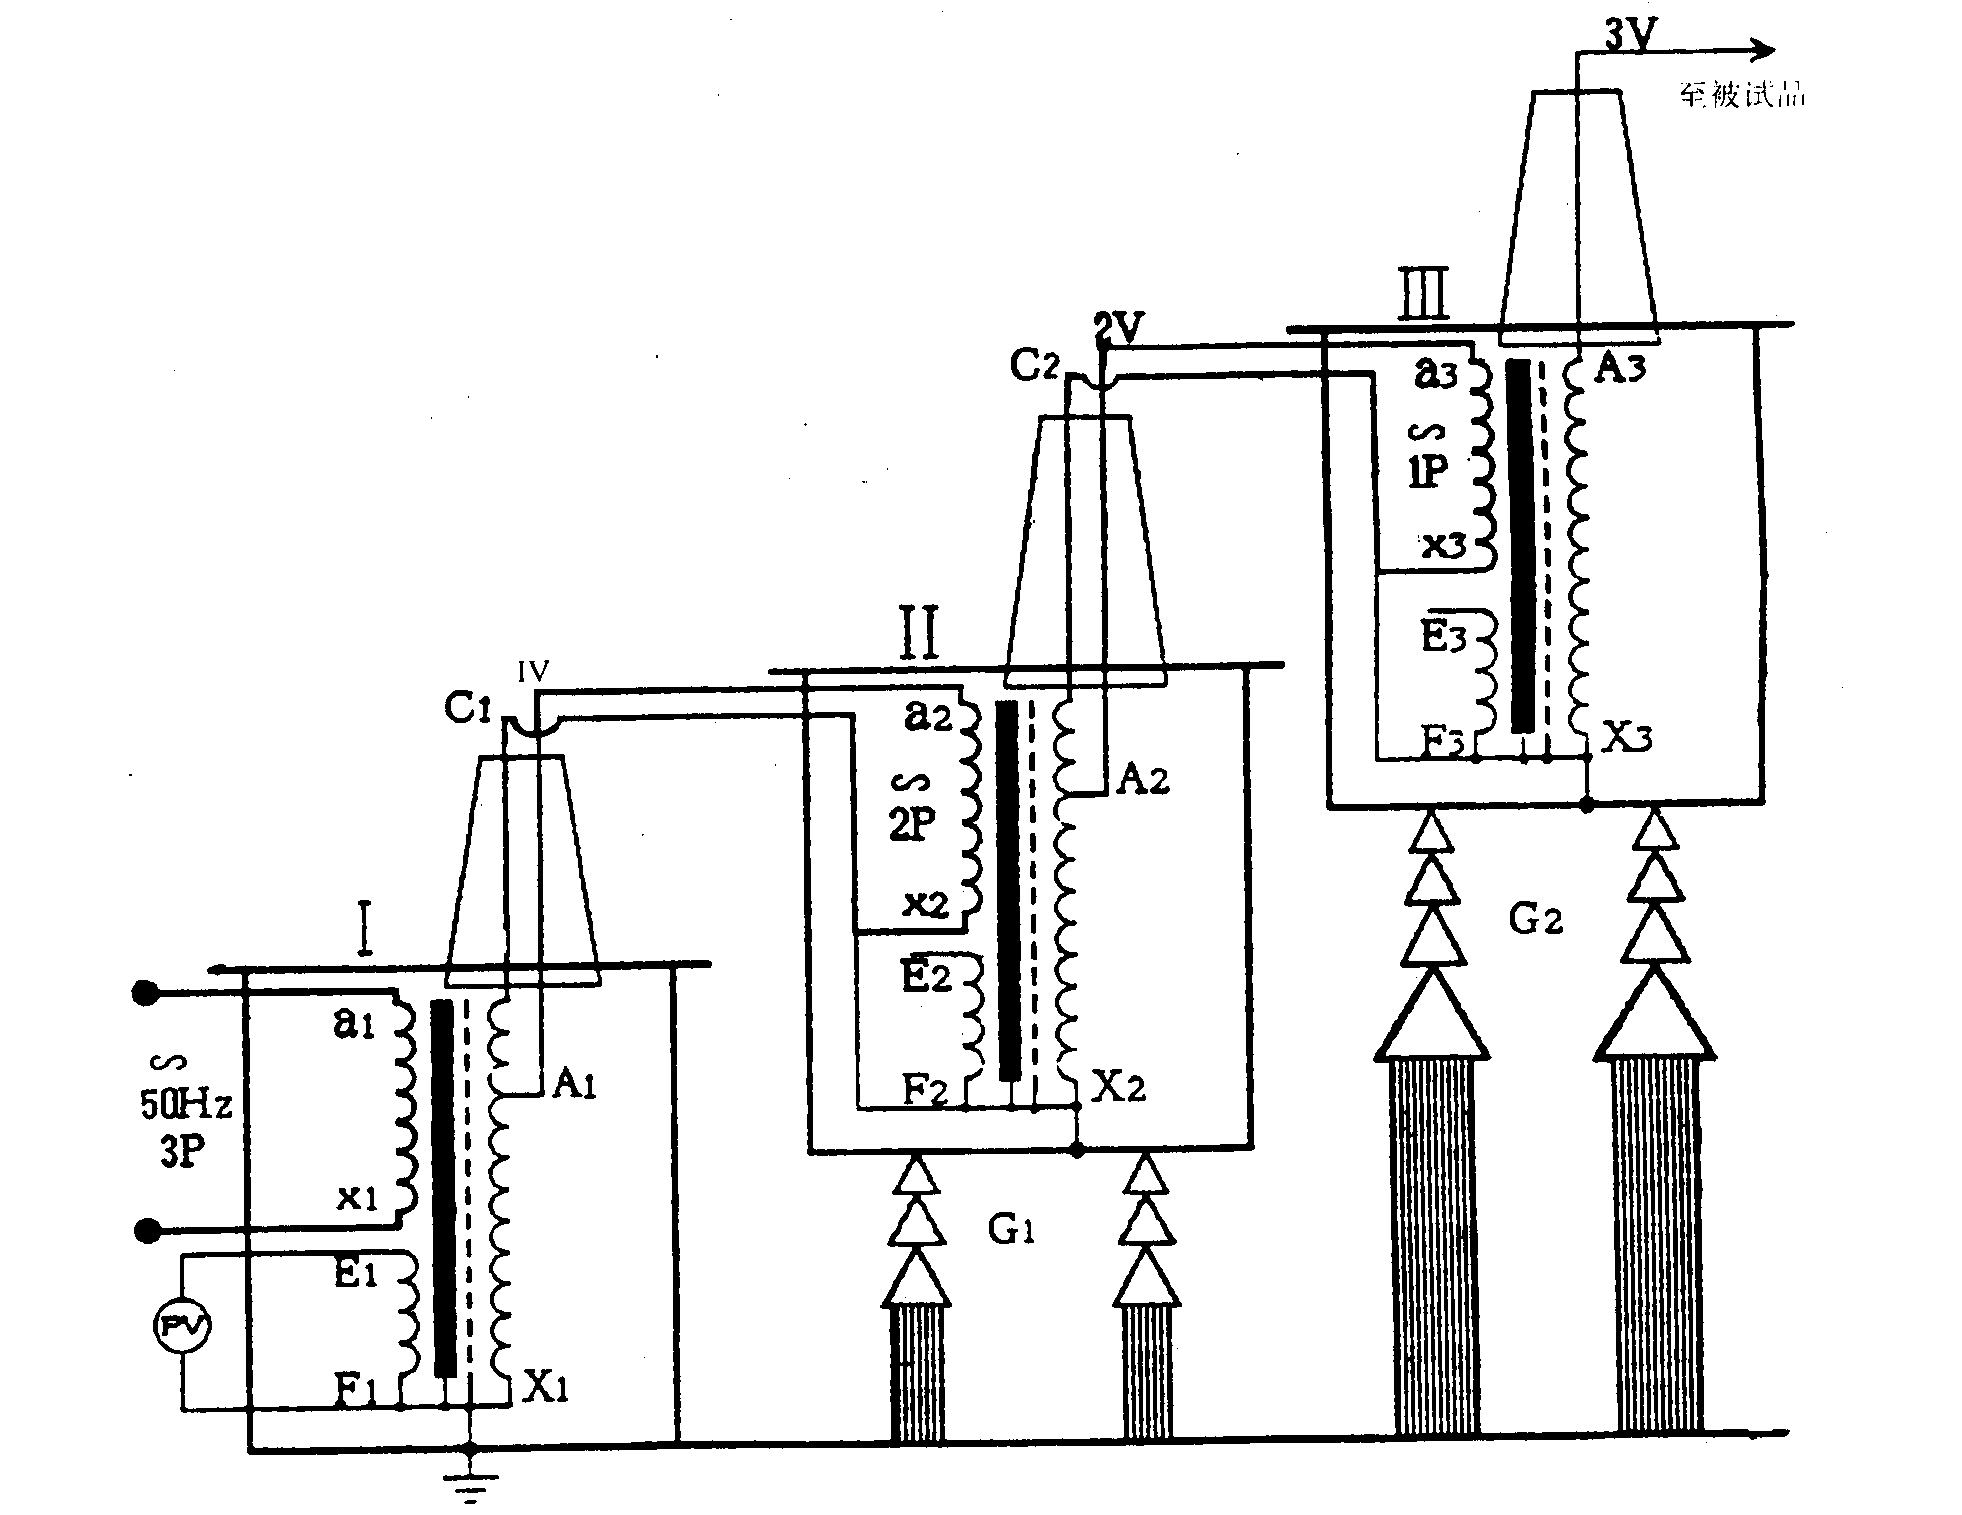 3V
至被试品
III
2V
C2
a3
A3
∽
1P
x3
E3
F3
X3
II
IV
C1
a2
A2
∽
2P
x2
E2
F2
X2
G2
I
a1
A1
∽
50Hz
3P
x1
E1
PV
F1
X1
G1